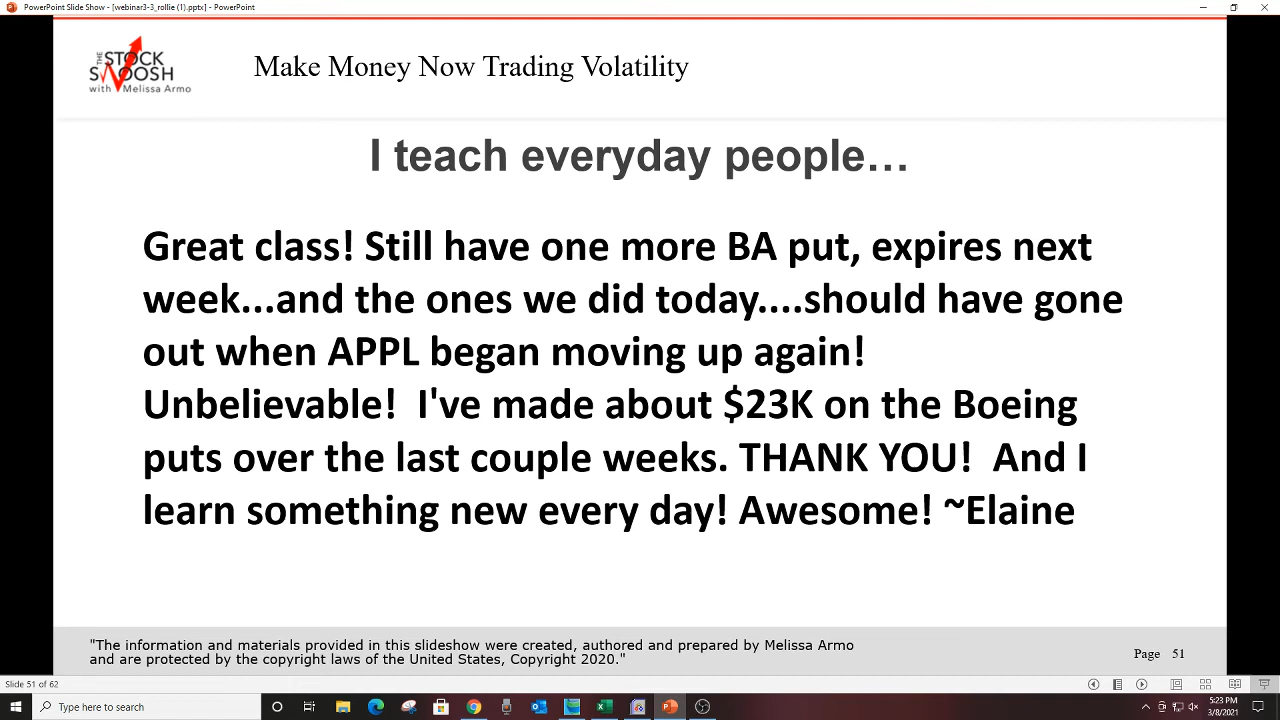 PowerPoint Slide Show - [webinar3-3_rollie (1).pptx] - PowerPoint
THE
STOCK
SWOOSH
with Melissa Armo
Make Money Now Trading Volatility
I teach everyday people…
Great class! Still have one more BA put, expires next
week...and the ones we did today....should have gone
out when APPL began moving up again!
Unbelievable!  I've made about $23K on the Boeing
puts over the last couple weeks. THANK YOU!  And I
learn something new every day! Awesome! ~Elaine
"The information and materials provided in this slideshow were created, authored and prepared by Melissa Armo
and are protected by the copyright laws of the United States, Copyright 2020."
Page 51
Slide 51 of 62
Type here to search
5:23 PM
3/8/2021